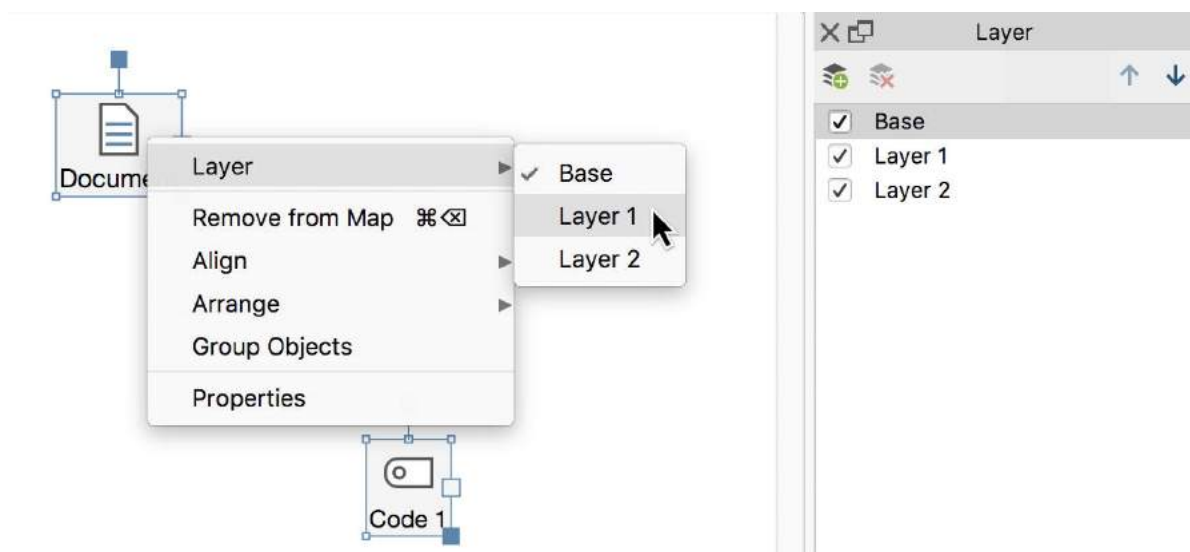 Layer
Base
Layer 1
Layer 2
Layer
Remove from Map ⌘⌫
Align
Arrange
Group Objects
Properties
Base
Layer 1
Layer 2
Code 1